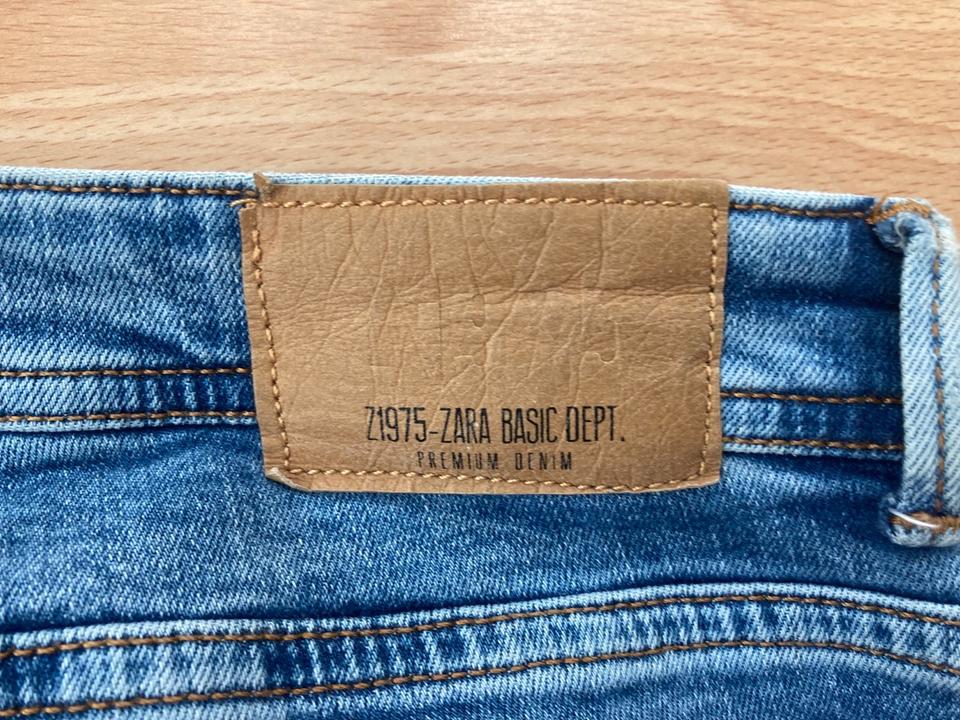 Z1975-ZARA BASIC DEPT.
PREMIUM DENIM